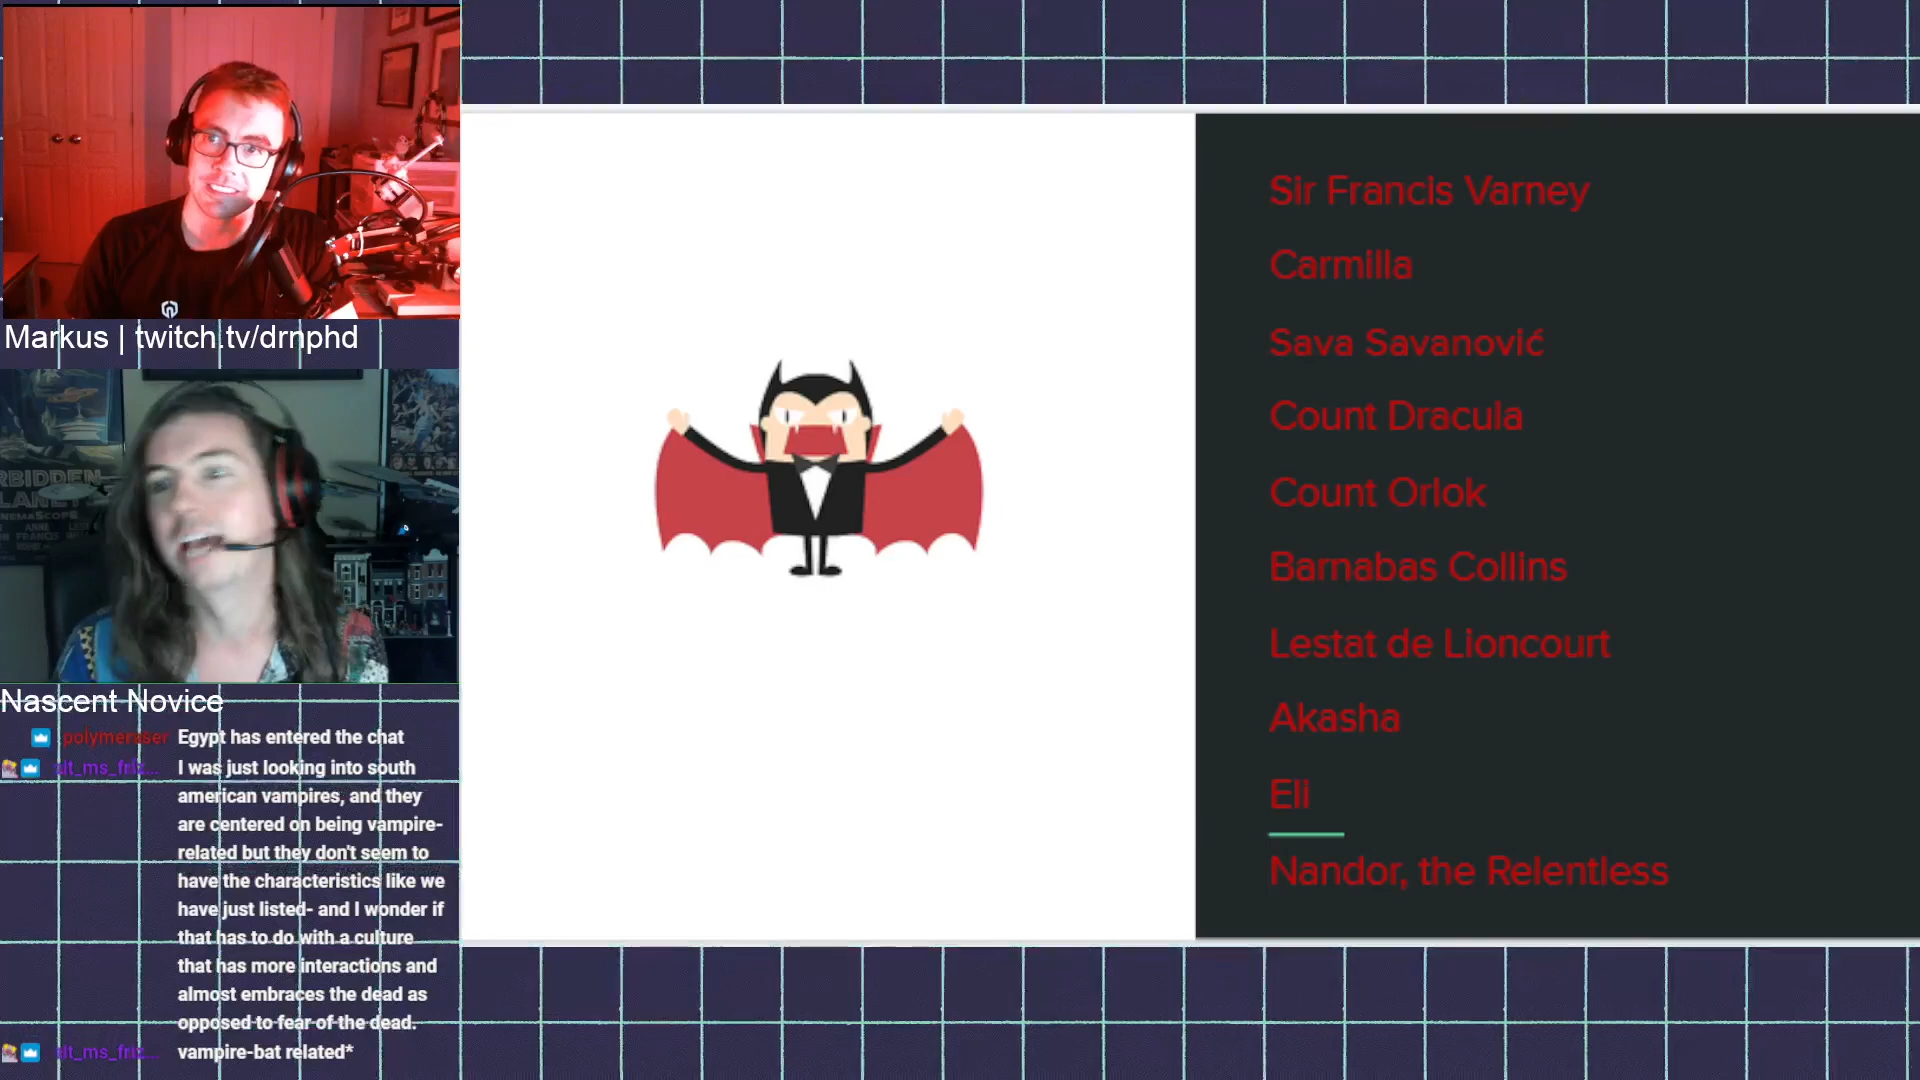 Markus | twitch.tv/drnphd
Nascent Novice
Egypt has entered the chat
I was just looking into south
american vampires, and they
are centered on being vampire-
related but they don't seem to
have the characteristics like we
have just listed- and I wonder if
that has to do with a culture
that has more interactions and
almost embraces the dead as
opposed to fear of the dead.
vampire-bat related*
Sir Francis Varney
Carmilla
Sava Savanović
Count Dracula
Count Orlok
Barnabas Collins
Lestat de Lioncourt
Akasha
Eli
Nandor, the Relentless